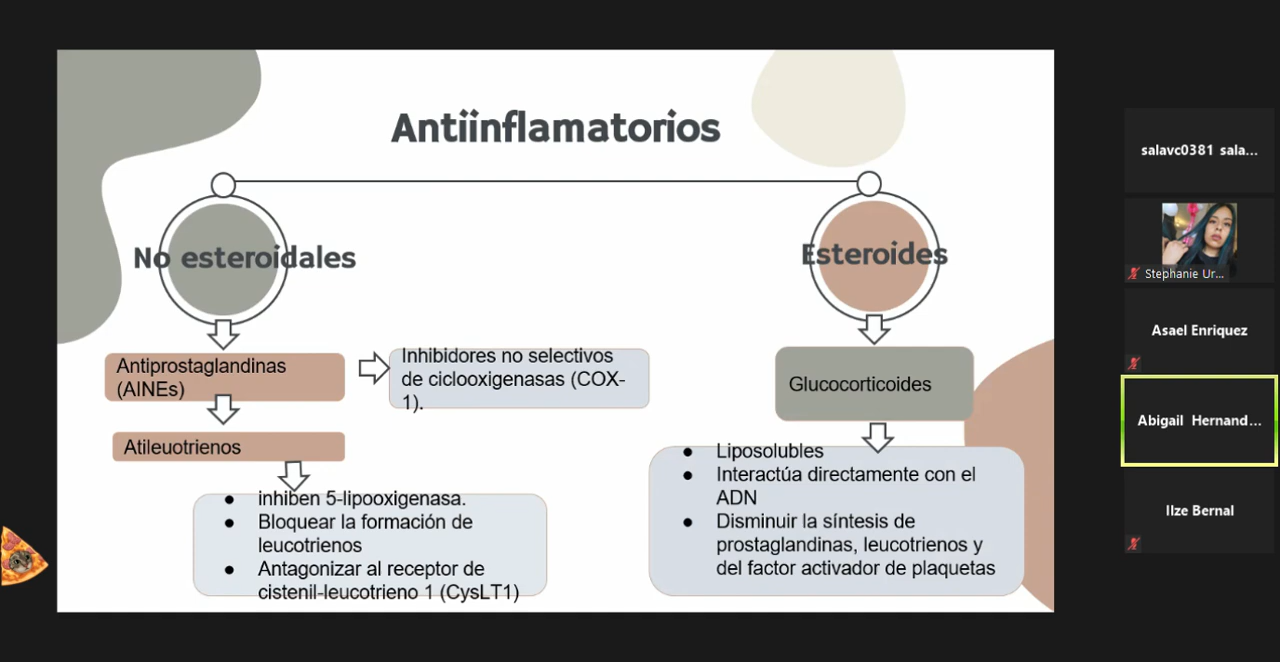 Antiinflamatorios
No esteroidales
Esteroides
Antiprostaglandinas
(AINEs)
Inhibidores no selectivos
de ciclooxigenasas (COX-
1).
Atileuotrienos
● inhiben 5-lipooxigenasa.
● Bloquear la formación de
leucotrienos
● Antagonizar al receptor de
cistenil-leucotrieno 1 (CysLT1)
Glucocorticoides
● Liposolubles
● Interactúa directamente con el
ADN
● Disminuir la síntesis de
prostaglandinas, leucotrienos y
del factor activador de plaquetas
salavc0381 sala...
Stephanie Ur...
Asael Enriquez
Abigail Hernand...
Ilze Bernal